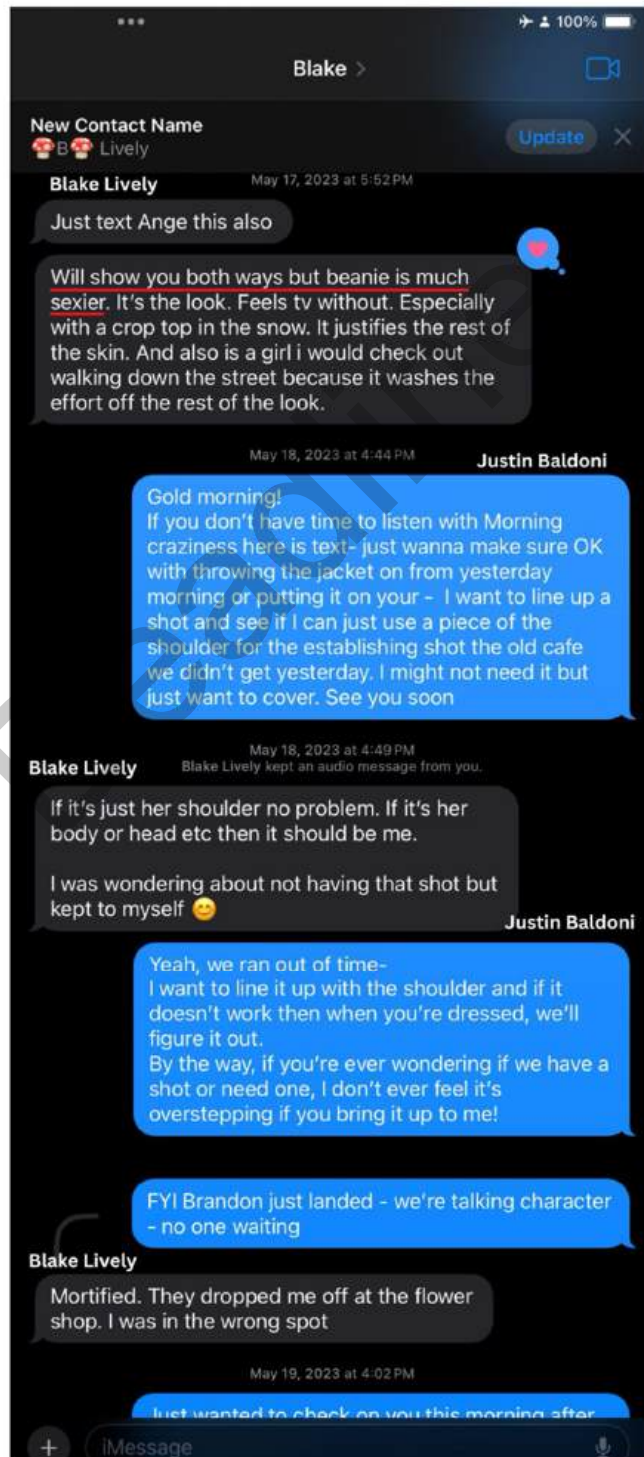 100%
Blake >
New Contact Name
🍄B🍄 Lively
Update
Blake Lively
May 17, 2023 at 5:52 PM
Just text Ange this also
Will show you both ways but beanie is much
sexier. It's the look. Feels tv without. Especially
with a crop top in the snow. It justifies the rest of
the skin. And also is a girl i would check out
walking down the street because it washes the
effort off the rest of the look.
May 18, 2023 at 4:44 PM
Justin Baldoni
Gold morning!
If you don't have time to listen with Morning
craziness here is text- just wanna make sure OK
with throwing the jacket on from yesterday
morning or putting it on your - I want to line up a
shot and see if I can just use a piece of the
shoulder for the establishing shot the old cafe
we didn't get yesterday. I might not need it but
just want to cover. See you soon
May 18, 2023 at 4:49 PM
Blake Lively
Blake Lively kept an audio message from you.
If it's just her shoulder no problem. If it's her
body or head etc then it should be me.
I was wondering about not having that shot but
kept to myself 😊
Justin Baldoni
Yeah, we ran out of time-
I want to line it up with the shoulder and if it
doesn't work then when you're dressed, we'll
figure it out.
By the way, if you're ever wondering if we have a
shot or need one, I don't ever feel it's
overstepping if you bring it up to me!
FYI Brandon just landed - we're talking character
- no one waiting
Blake Lively
Mortified. They dropped me off at the flower
shop. I was in the wrong spot
May 19, 2023 at 4:02 PM
Just wanted to check on you this morning after
iMessage